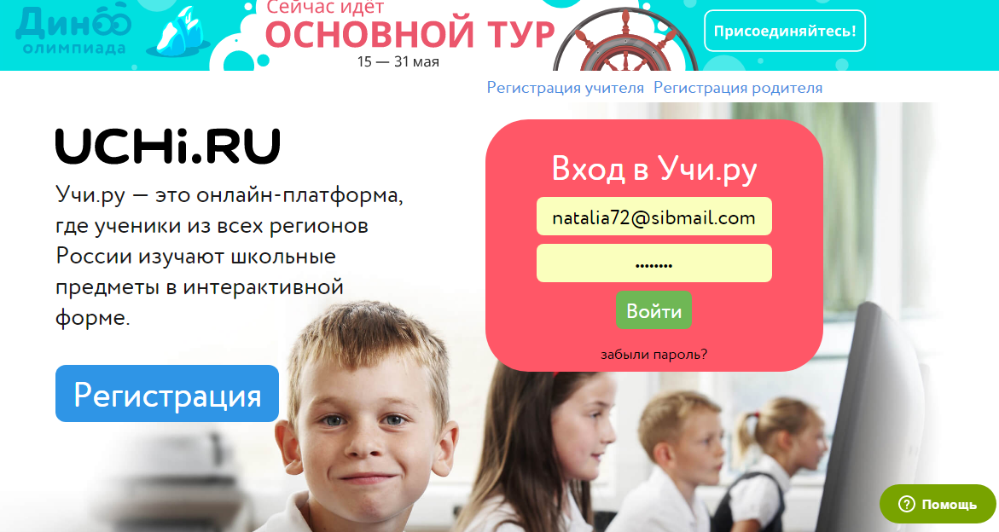 Дино
олимпиада
Сейчас идёт
ОСНОВНОЙ ТУР
15 — 31 мая
Присоединяйтесь!
Регистрация учителя Регистрация родителя
UCHi.RU
Учи.ру — это онлайн-платформа,
где ученики из всех регионов
России изучают школьные
предметы в интерактивной
форме.
Регистрация
Вход в Учи.ру
natalia72@sibmail.com
••••••••
Войти
забыли пароль?
Помощь